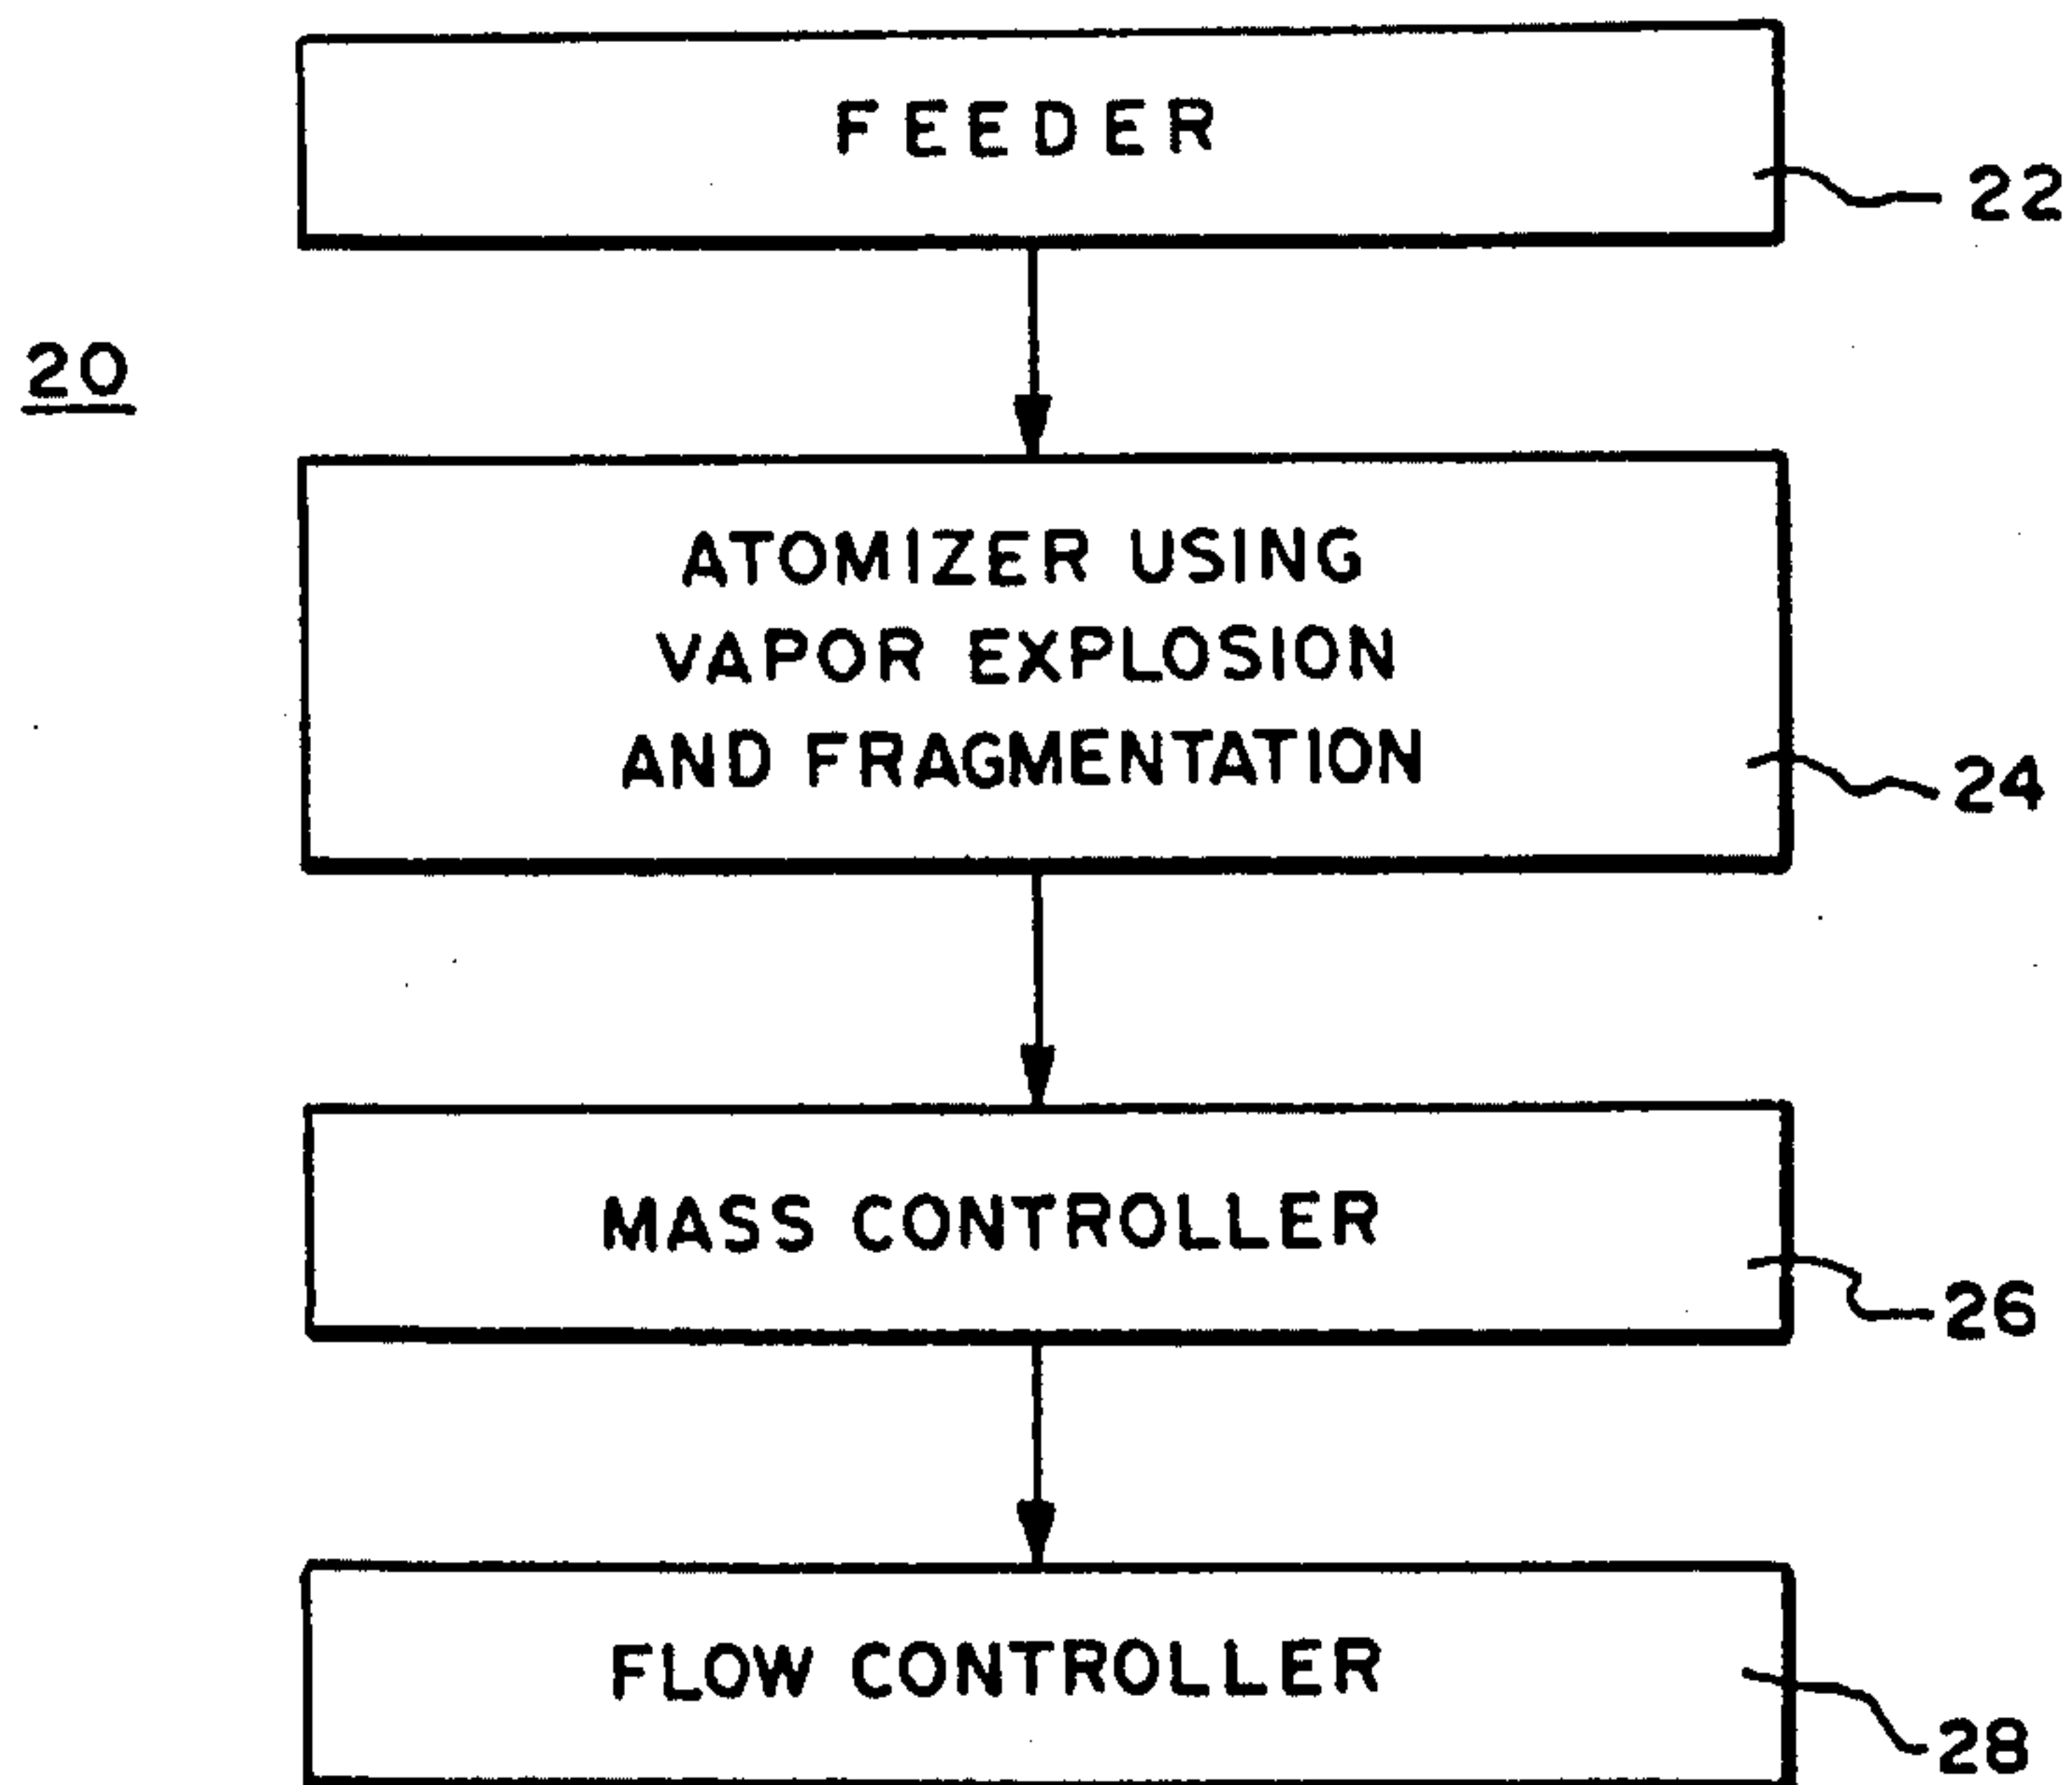 FEEDER
22
20
ATOMIZER USING
VAPOR EXPLOSION
AND FRAGMENTATION
24
MASS CONTROLLER
26
FLOW CONTROLLER
28